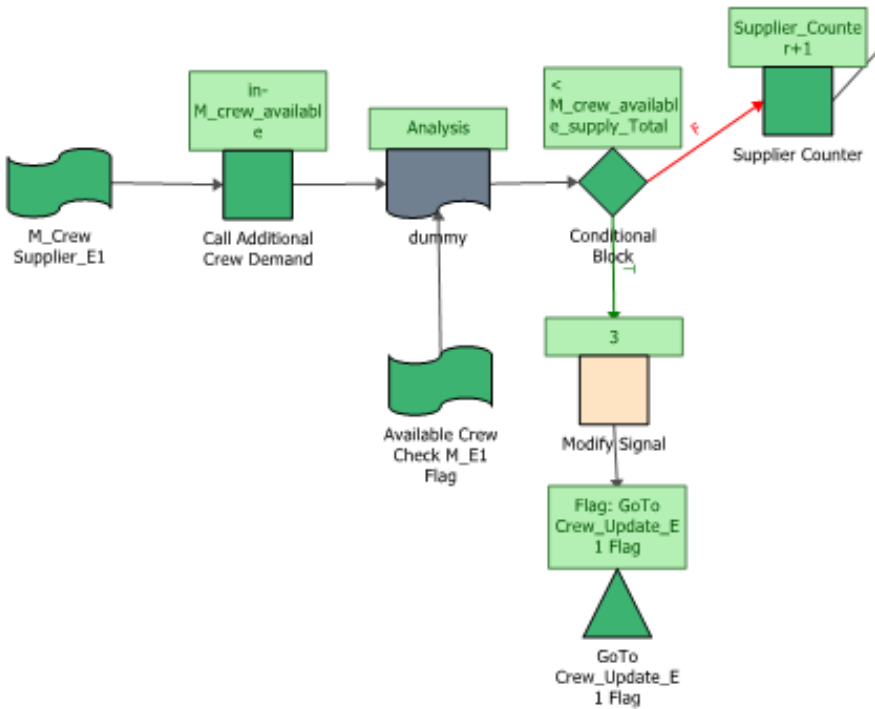 Supplier_Counte
r+1
Supplier Counter
in-
M_crew_availabl
e
Analysis
<
M_crew_availabl
e_supply_Total
F
M_Crew
Supplier_E1
Call Additional
Crew Demand
dummy
Conditional
Block
T
3
Modify Signal
Available Crew
Check M_E1
Flag
Flag: GoTo
Crew_Update_E
1 Flag
GoTo
Crew_Update_E
1 Flag